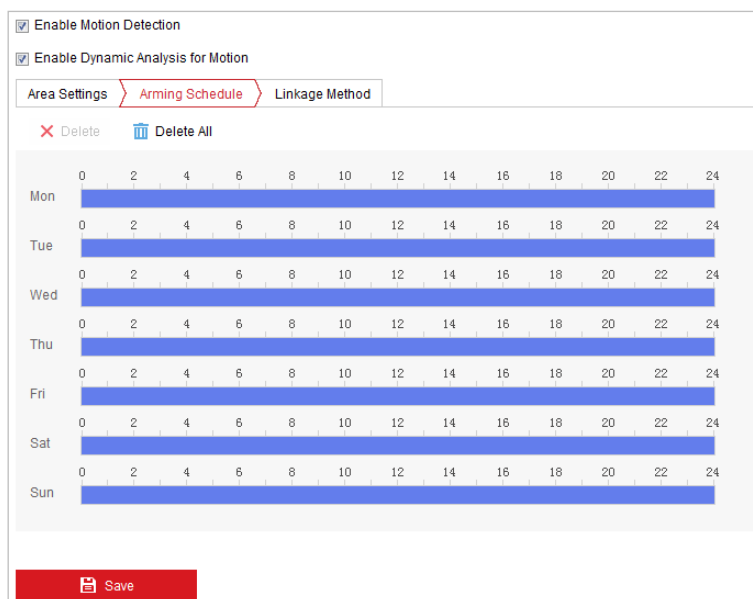 Enable Motion Detection
Enable Dynamic Analysis for Motion
Area Settings Arming Schedule Linkage Method
Delete Delete All
0 2 4 6 8 10 12 14 16 18 20 22 24
Mon
0 2 4 6 8 10 12 14 16 18 20 22 24
Tue
0 2 4 6 8 10 12 14 16 18 20 22 24
Wed
0 2 4 6 8 10 12 14 16 18 20 22 24
Thu
0 2 4 6 8 10 12 14 16 18 20 22 24
Fri
0 2 4 6 8 10 12 14 16 18 20 22 24
Sat
0 2 4 6 8 10 12 14 16 18 20 22 24
Sun
Save